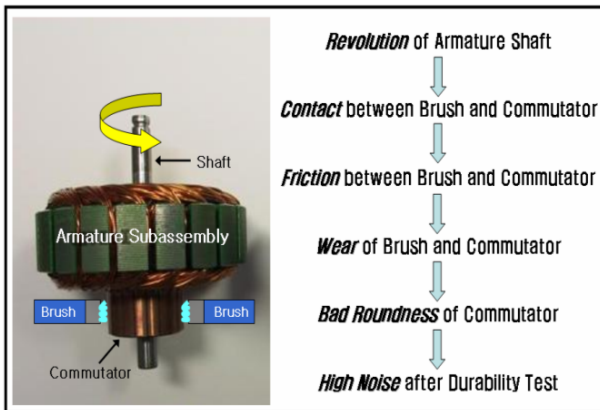 Shaft
Armature Subassembly
Brush
Brush
Commutator
Revolution of Armature Shaft
Contact between Brush and Commutator
Friction between Brush and Commutator
Wear of Brush and Commutator
Bad Roundness of Commutator
High Noise after Durability Test